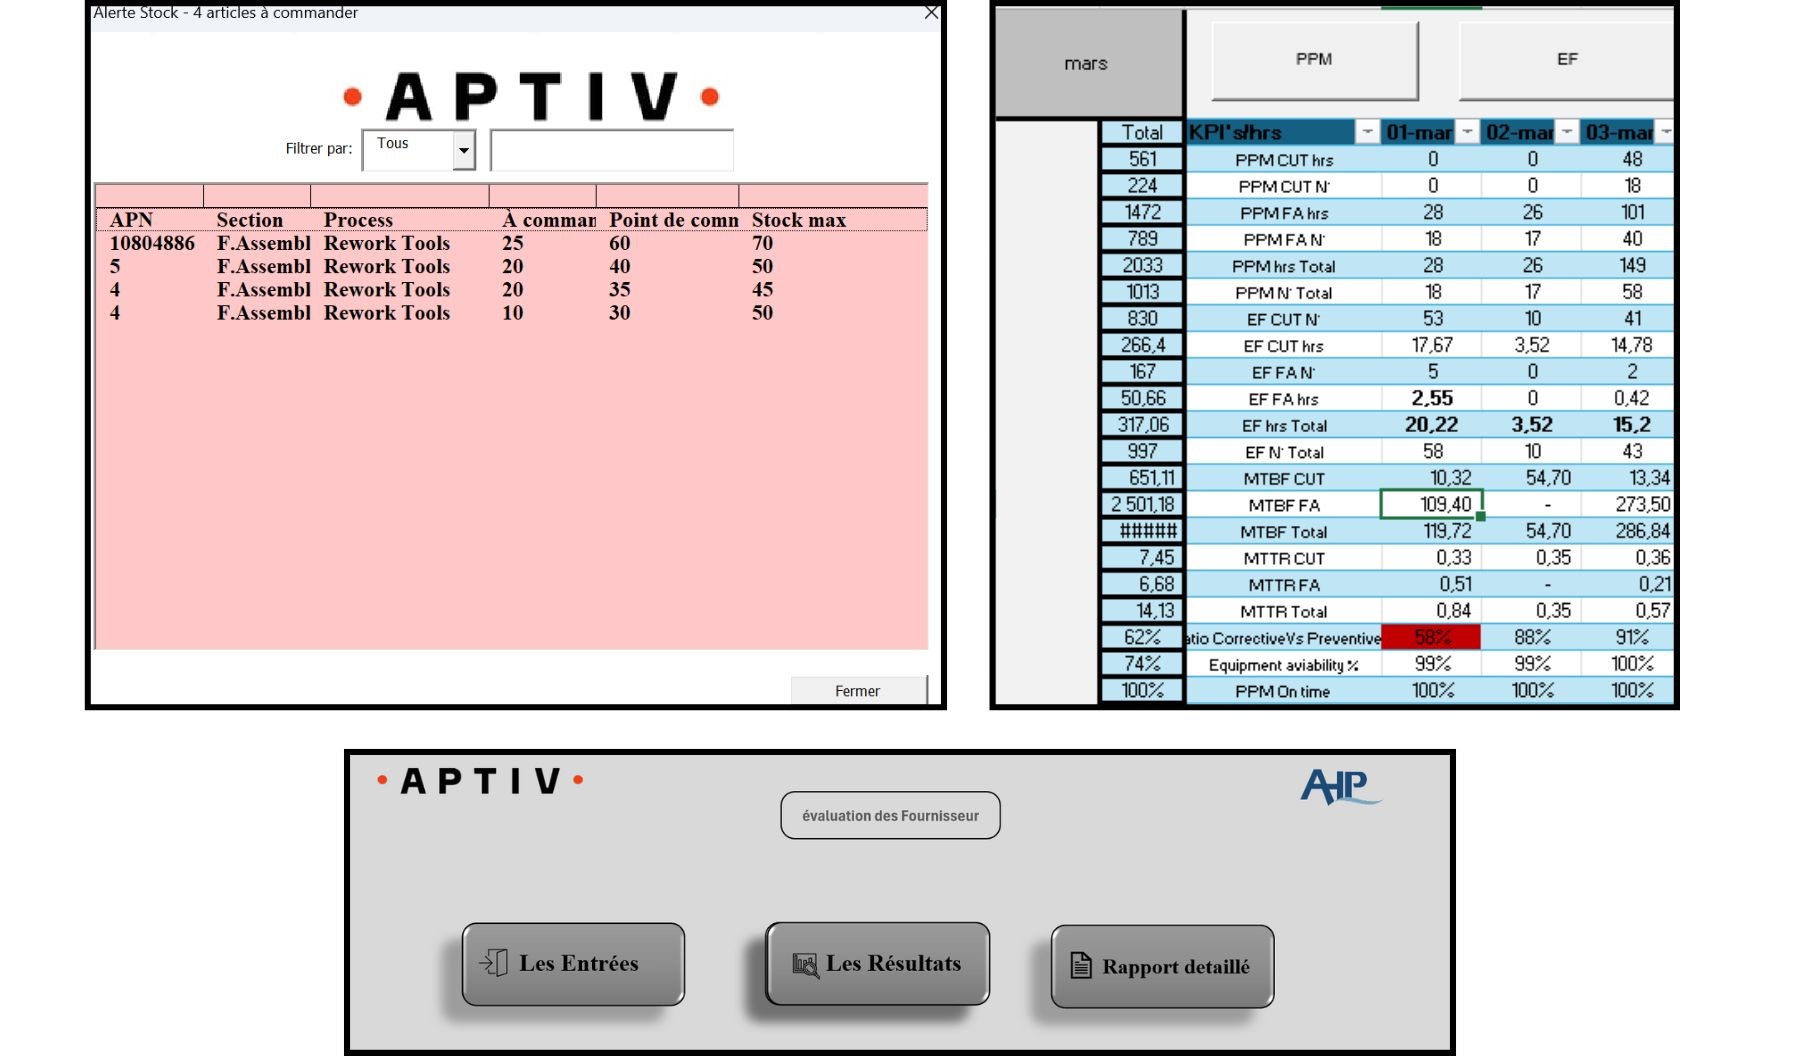 Alerte Stock - 4 articles à commander
• APTIV •
Filtrer par: Tous
APN Section Process À comman Point de comn Stock max
10804886 F.Assembl Rework Tools 25 60 70
5 F.Assembl Rework Tools 20 40 50
4 F.Assembl Rework Tools 20 35 45
4 F.Assembl Rework Tools 10 30 50
Fermer
mars PPM EF
Total KPI's/hrs 01-mar 02-mar 03-mar
561 PPM CUT hrs 0 0 48
224 PPM CUT N° 0 0 18
1472 PPM FA hrs 28 26 101
789 PPM FA N° 18 17 40
2033 PPM hrs Total 28 26 149
1013 PPM N° Total 18 17 58
830 EF CUT N° 53 10 41
266,4 EF CUT hrs 17,67 3,52 14,78
167 EF FA N° 5 0 2
50,66 EF FA hrs 2,55 0 0,42
317,06 EF hrs Total 20,22 3,52 15,2
997 EF N° Total 58 10 43
651,11 MTBF CUT 10,32 54,70 13,34
2 501,18 MTBF FA 109,40 - 273,50
##### MTBF Total 119,72 54,70 286,84
7,45 MTTR CUT 0,33 0,35 0,36
6,68 MTTR FA 0,51 - 0,21
14,13 MTTR Total 0,84 0,35 0,57
62% atio CorrectiveVs Preventive 58% 88% 91%
74% Equipment aviability % 99% 99% 100%
100% PPM On time 100% 100% 100%
• APTIV •
AHP
évaluation des Fournisseur
Les Entrées
Les Résultats
Rapport detaillé